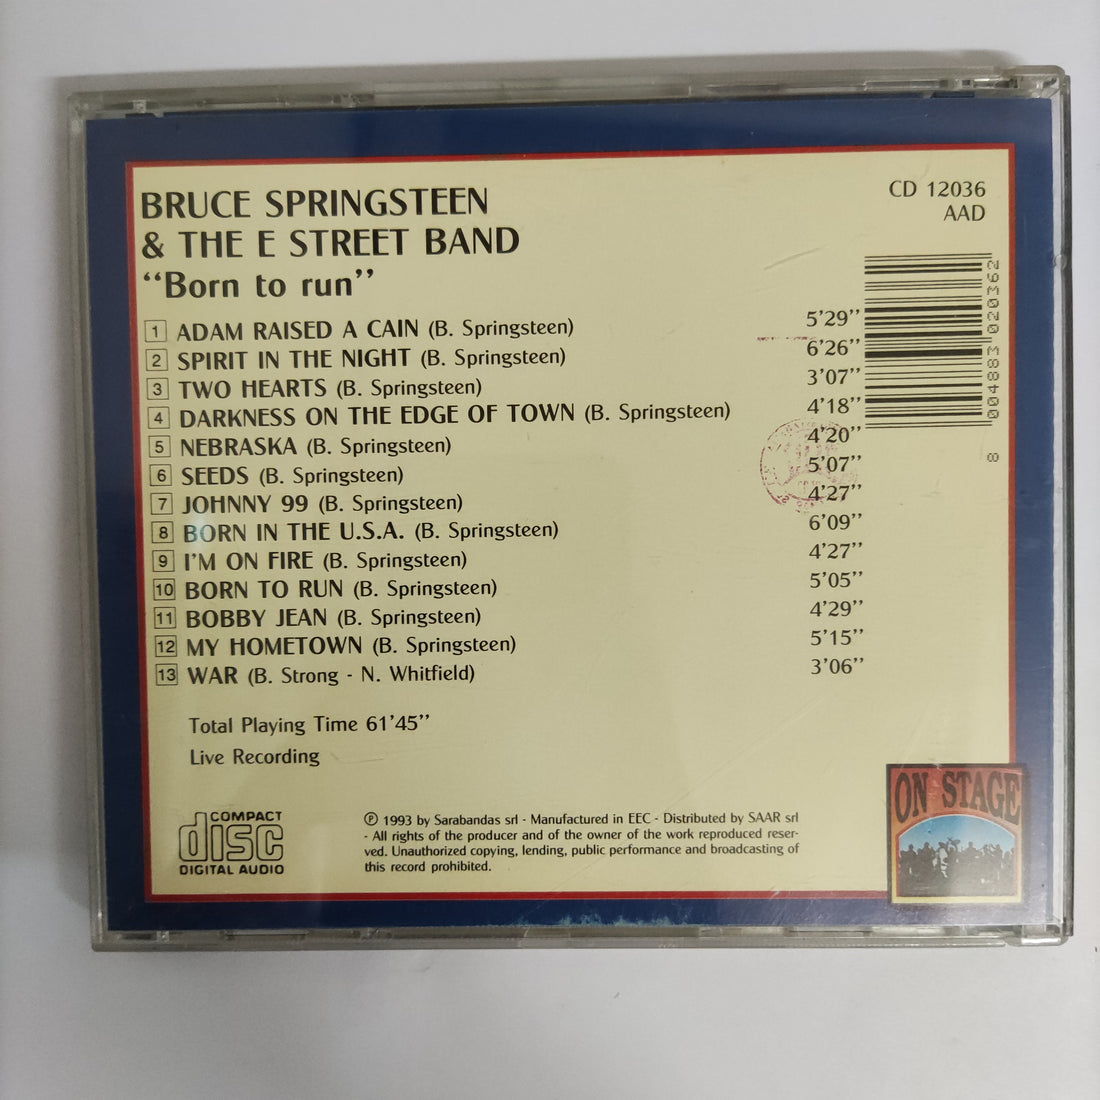 BRUCE SPRINGSTEEN
& THE E STREET BAND
“Born to run”
CD 12036
AAD
1 ADAM RAISED A CAIN (B. Springsteen) 5'29''
2 SPIRIT IN THE NIGHT (B. Springsteen) 6'26''
3 TWO HEARTS (B. Springsteen) 3'07''
4 DARKNESS ON THE EDGE OF TOWN (B. Springsteen) 4'18''
5 NEBRASKA (B. Springsteen) 4'20''
6 SEEDS (B. Springsteen) 5'07''
7 JOHNNY 99 (B. Springsteen) 4'27''
8 BORN IN THE U.S.A. (B. Springsteen) 6'09''
9 I'M ON FIRE (B. Springsteen) 4'27''
10 BORN TO RUN (B. Springsteen) 5'05''
11 BOBBY JEAN (B. Springsteen) 4'29''
12 MY HOMETOWN (B. Springsteen) 5'15''
13 WAR (B. Strong - N. Whitfield) 3'06''
8 004883 020362
Total Playing Time 61'45''
Live Recording
COMPACT
disc
DIGITAL AUDIO
℗ 1993 by Sarabandas srl - Manufactured in EEC - Distributed by SAAR srl
- All rights of the producer and of the owner of the work reproduced reser-
ved. Unauthorized copying, lending, public performance and broadcasting of
this record prohibited.
ON STAGE